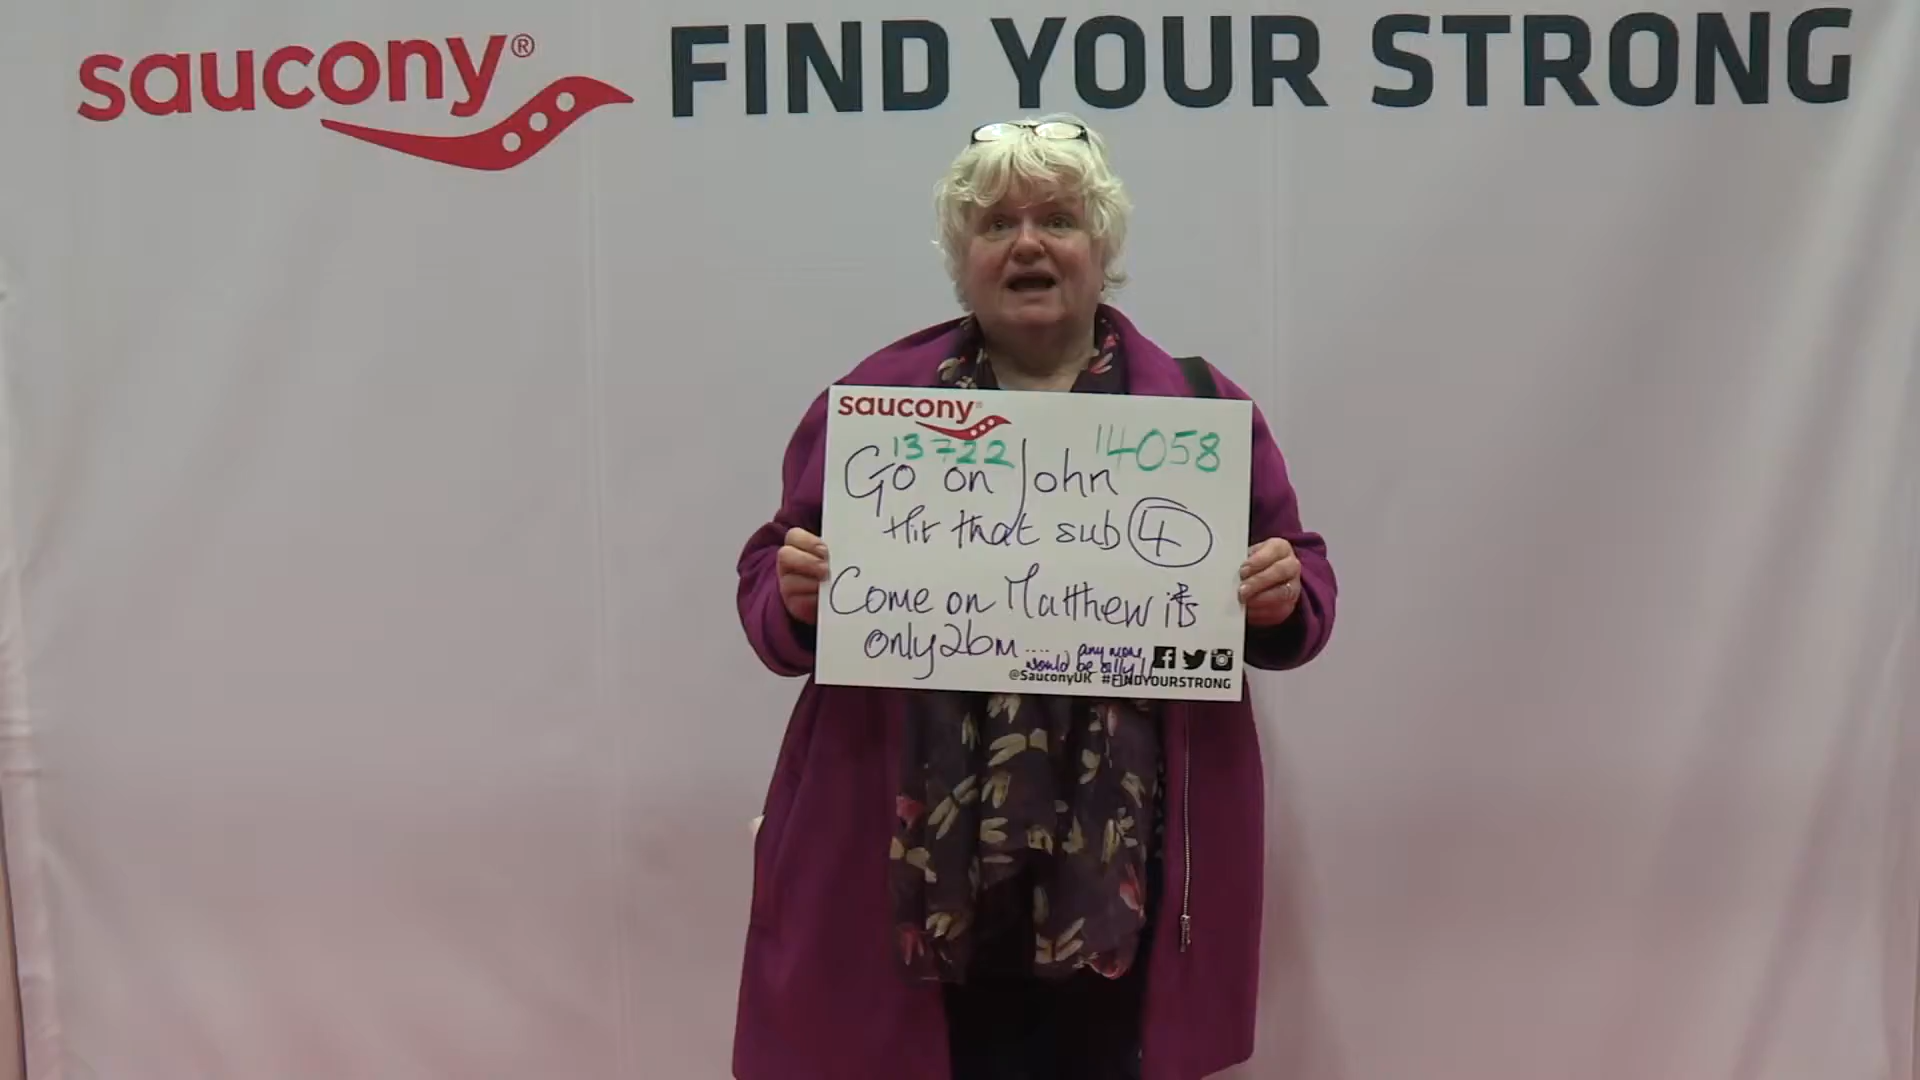 saucony® FIND YOUR STRONG
saucony®
13722 14058
Go on John
Hit that sub 4
Come on Matthew it's
only 26m.... any more
would be silly!!
@SauconyUK #FINDYOURSTRONG